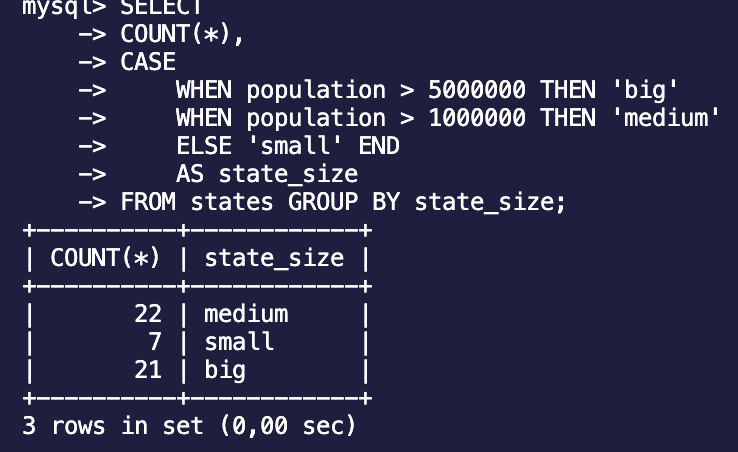 mysql> SELECT
    -> COUNT(*),
    -> CASE
    ->     WHEN population > 5000000 THEN 'big'
    ->     WHEN population > 1000000 THEN 'medium'
    ->     ELSE 'small' END
    ->     AS state_size
    -> FROM states GROUP BY state_size;
+----------+------------+
| COUNT(*) | state_size |
+----------+------------+
|       22 | medium     |
|        7 | small      |
|       21 | big        |
+----------+------------+
3 rows in set (0,00 sec)